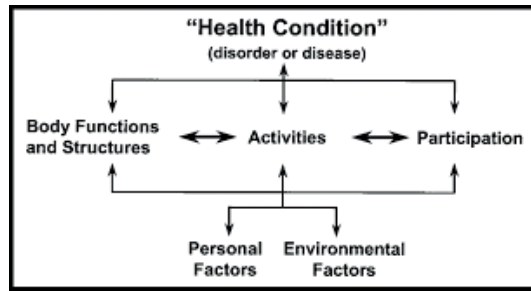 "Health Condition"
(disorder or disease)
Body Functions
and Structures
Activities
Participation
Personal
Factors
Environmental
Factors